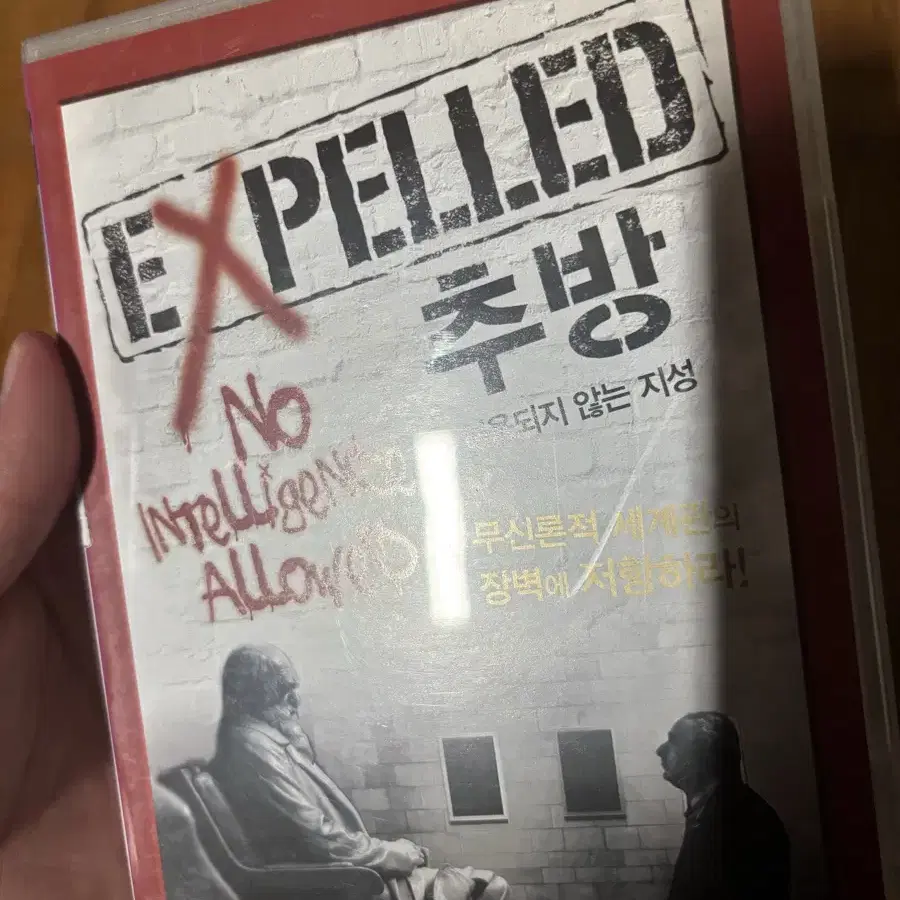 EXPELLED
추방
되지 않는 지성
No
Intelligence
Allowed
무신론적 세계관의
장벽에 저항하라!